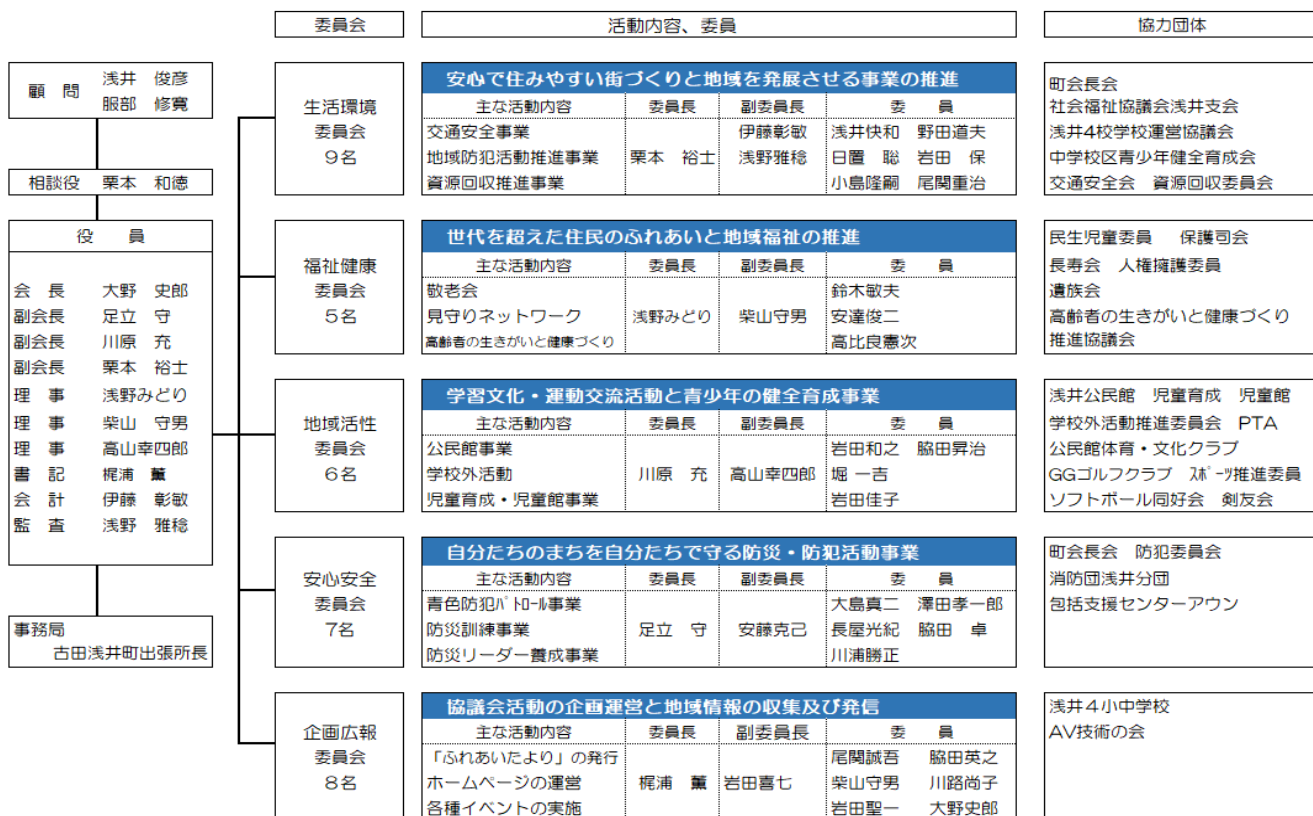 委員会 活動内容、委員 協力団体
顧 問 浅井 俊彦
服部 修寛
相談役 栗本 和徳
役 員
会 長 大野 史郎
副会長 足立 守
副会長 川原 充
副会長 栗本 裕士
理 事 浅野みどり
理 事 柴山 守男
理 事 高山幸四郎
書 記 梶浦 薫
会 計 伊藤 彰敏
監 査 浅野 雅稔
事務局
古田浅井町出張所長
生活環境
委員会
9名
安心で住みやすい街づくりと地域を発展させる事業の推進
主な活動内容 委員長 副委員長 委 員
交通安全事業 伊藤彰敏 浅井快和 野田道夫
地域防犯活動推進事業 栗本 裕士 浅野雅稔 日置 聡 岩田 保
資源回収推進事業 小島隆嗣 尾関重治
町会長会
社会福祉協議会浅井支会
浅井4校学校運営協議会
中学校区青少年健全育成会
交通安全会 資源回収委員会
福祉健康
委員会
5名
世代を超えた住民のふれあいと地域福祉の推進
主な活動内容 委員長 副委員長 委 員
敬老会 鈴木敏夫
見守りネットワーク 浅野みどり 柴山守男 安達俊二
高齢者の生きがいと健康づくり 高比良憲次
民生児童委員 保護司会
長寿会 人権擁護委員
遺族会
高齢者の生きがいと健康づくり
推進協議会
地域活性
委員会
6名
学習文化・運動交流活動と青少年の健全育成事業
主な活動内容 委員長 副委員長 委 員
公民館事業 岩田和之 脇田昇治
学校外活動 川原 充 高山幸四郎 堀 一吉
児童育成・児童館事業 岩田佳子
浅井公民館 児童育成 児童館
学校外活動推進委員会 PTA
公民館体育・文化クラブ
GGゴルフクラブ ｽﾎﾟｰﾂ推進委員
ソフトボール同好会 剣友会
安心安全
委員会
7名
自分たちのまちを自分たちで守る防災・防犯活動事業
主な活動内容 委員長 副委員長 委 員
青色防犯ﾊﾟﾄﾛｰﾙ事業 大島真二 澤田孝一郎
防災訓練事業 足立 守 安藤克己 長屋光紀 脇田 卓
防災リーダー養成事業 川浦勝正
町会長会 防犯委員会
消防団浅井分団
包括支援センターアウン
企画広報
委員会
8名
協議会活動の企画運営と地域情報の収集及び発信
主な活動内容 委員長 副委員長 委 員
「ふれあいたより」の発行 尾関誠吾 脇田英之
ホームページの運営 梶浦 薫 岩田喜七 柴山守男 川路尚子
各種イベントの実施 岩田聖一 大野史郎
浅井４小中学校
AV技術の会